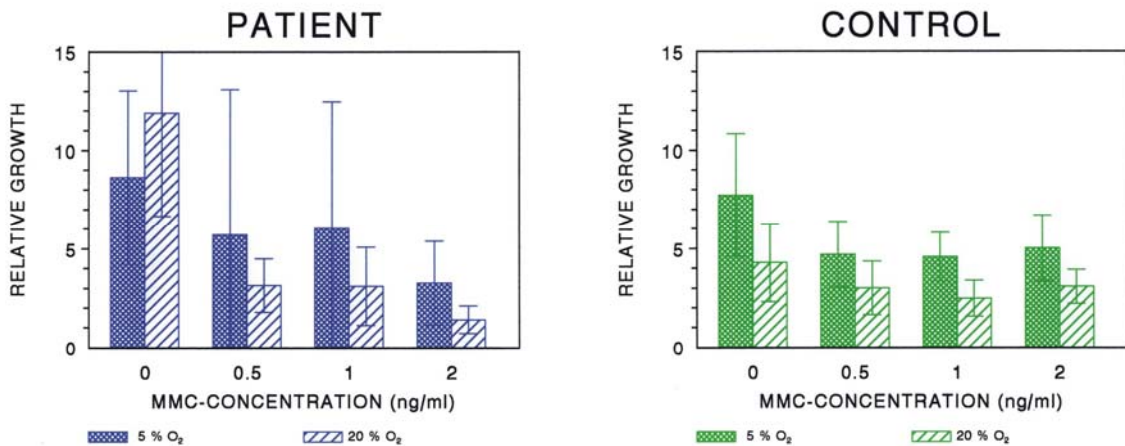 PATIENT
15
10
5
0
RELATIVE GROWTH
0 0.5 1 2
MMC-CONCENTRATION (ng/ml)
5 % O₂ 20 % O₂
CONTROL
15
10
5
0
RELATIVE GROWTH
0 0.5 1 2
MMC-CONCENTRATION (ng/ml)
5 % O₂ 20 % O₂